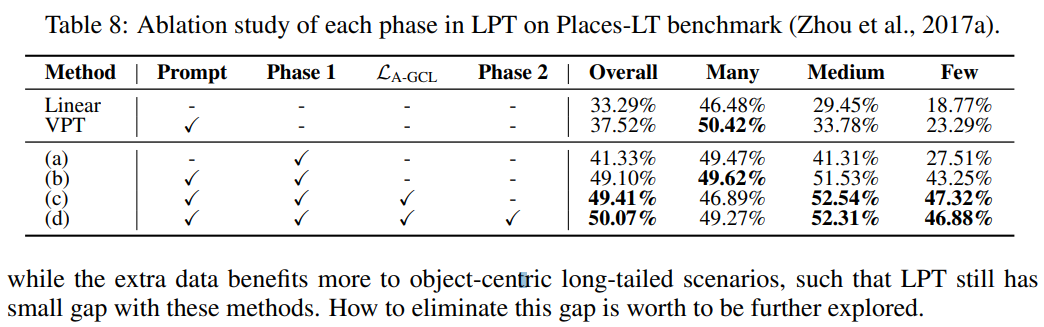 Table 8: Ablation study of each phase in LPT on Places-LT benchmark (Zhou et al., 2017a).
Method Prompt Phase 1 ℒA-GCL Phase 2 Overall Many Medium Few
Linear - - - - 33.29% 46.48% 29.45% 18.77%
VPT ✓ - - - 37.52% 50.42% 33.78% 23.29%
(a) - ✓ - - 41.33% 49.47% 41.31% 27.51%
(b) ✓ ✓ - - 49.10% 49.62% 51.53% 43.25%
(c) ✓ ✓ ✓ - 49.41% 46.89% 52.54% 47.32%
(d) ✓ ✓ ✓ ✓ 50.07% 49.27% 52.31% 46.88%
while the extra data benefits more to object-centric long-tailed scenarios, such that LPT still has
small gap with these methods. How to eliminate this gap is worth to be further explored.